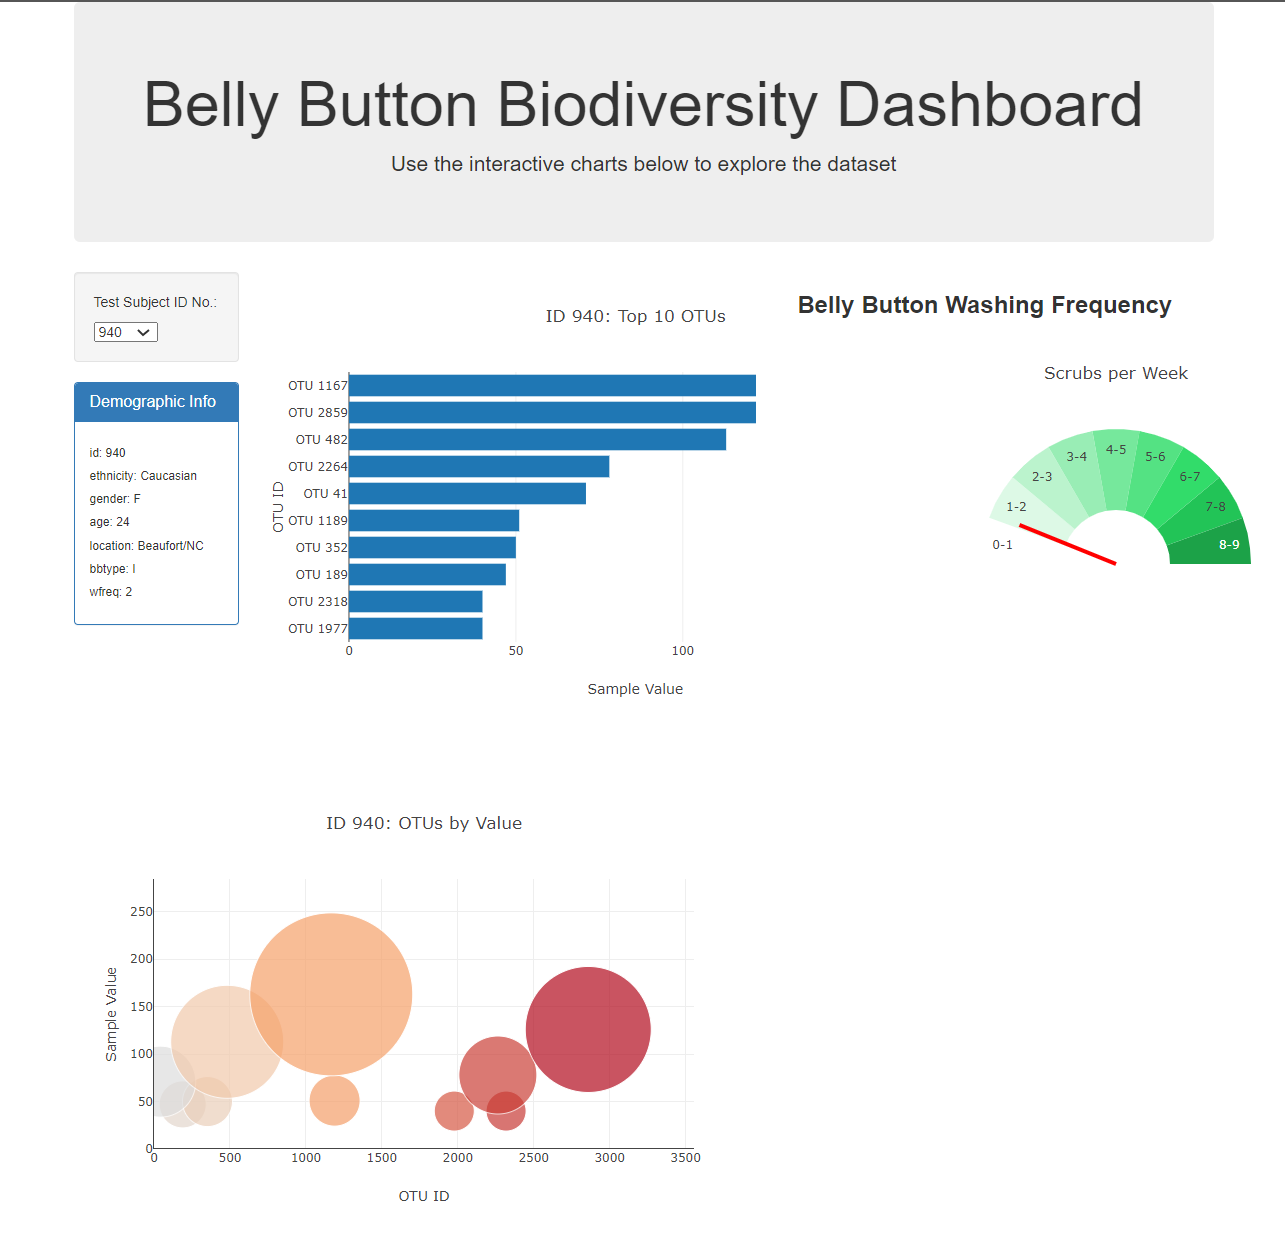 Belly Button Biodiversity Dashboard
Use the interactive charts below to explore the dataset
Test Subject ID No.:
940
Demographic Info
id: 940
ethnicity: Caucasian
gender: F
age: 24
location: Beaufort/NC
bbtype: I
wfreq: 2
ID 940: Top 10 OTUs
OTU ID
OTU 1167
OTU 2859
OTU 482
OTU 2264
OTU 41
OTU 1189
OTU 352
OTU 189
OTU 2318
OTU 1977
0 50 100
Sample Value
Belly Button Washing Frequency
Scrubs per Week
0-1
1-2
2-3
3-4
4-5
5-6
6-7
7-8
8-9
ID 940: OTUs by Value
Sample Value
250
200
150
100
50
0
0 500 1000 1500 2000 2500 3000 3500
OTU ID